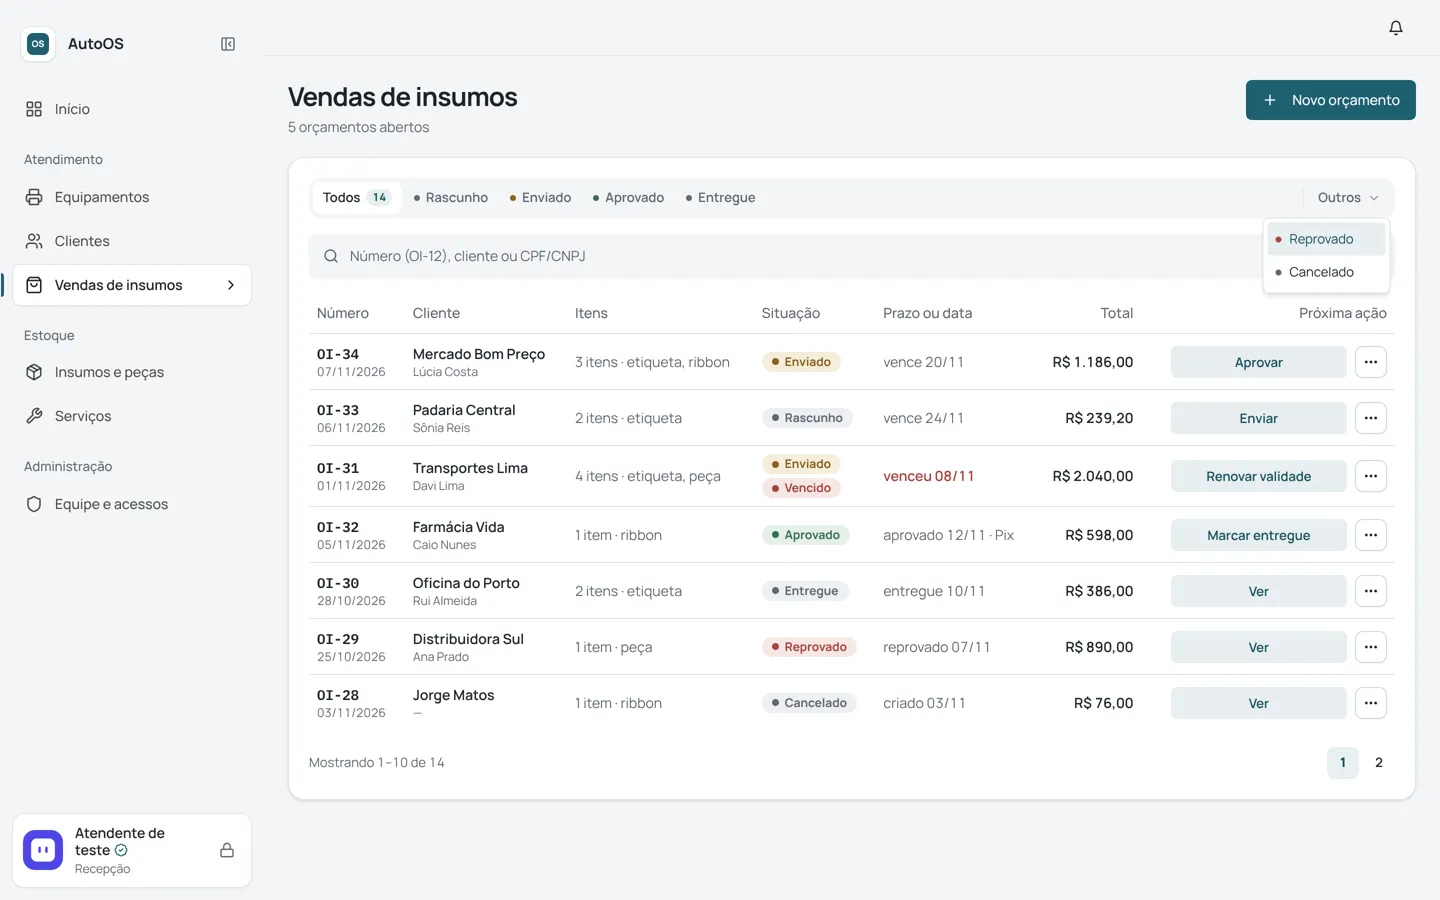 OS AutoOS
Início
Atendimento
Equipamentos
Clientes
Vendas de insumos
Estoque
Insumos e peças
Serviços
Administração
Equipe e acessos
Atendente de
teste
Recepção
Vendas de insumos
5 orçamentos abertos
+ Novo orçamento
Todos 14 Rascunho Enviado Aprovado Entregue Outros
Reprovado
Cancelado
Número (OI-12), cliente ou CPF/CNPJ
Número Cliente Itens Situação Prazo ou data Total Próxima ação
OI-34 Mercado Bom Preço 3 itens · etiqueta, ribbon Enviado vence 20/11 R$ 1.186,00 Aprovar ...
07/11/2026 Lúcia Costa
OI-33 Padaria Central 2 itens · etiqueta Rascunho vence 24/11 R$ 239,20 Enviar ...
06/11/2026 Sônia Reis
OI-31 Transportes Lima 4 itens · etiqueta, peça Enviado venceu 08/11 R$ 2.040,00 Renovar validade ...
01/11/2026 Davi Lima Vencido
OI-32 Farmácia Vida 1 item · ribbon Aprovado aprovado 12/11 · Pix R$ 598,00 Marcar entregue ...
05/11/2026 Caio Nunes
OI-30 Oficina do Porto 2 itens · etiqueta Entregue entregue 10/11 R$ 386,00 Ver ...
28/10/2026 Rui Almeida
OI-29 Distribuidora Sul 1 item · peça Reprovado reprovado 07/11 R$ 890,00 Ver ...
25/10/2026 Ana Prado
OI-28 Jorge Matos 1 item · ribbon Cancelado criado 03/11 R$ 76,00 Ver ...
03/11/2026 —
Mostrando 1–10 de 14 1 2